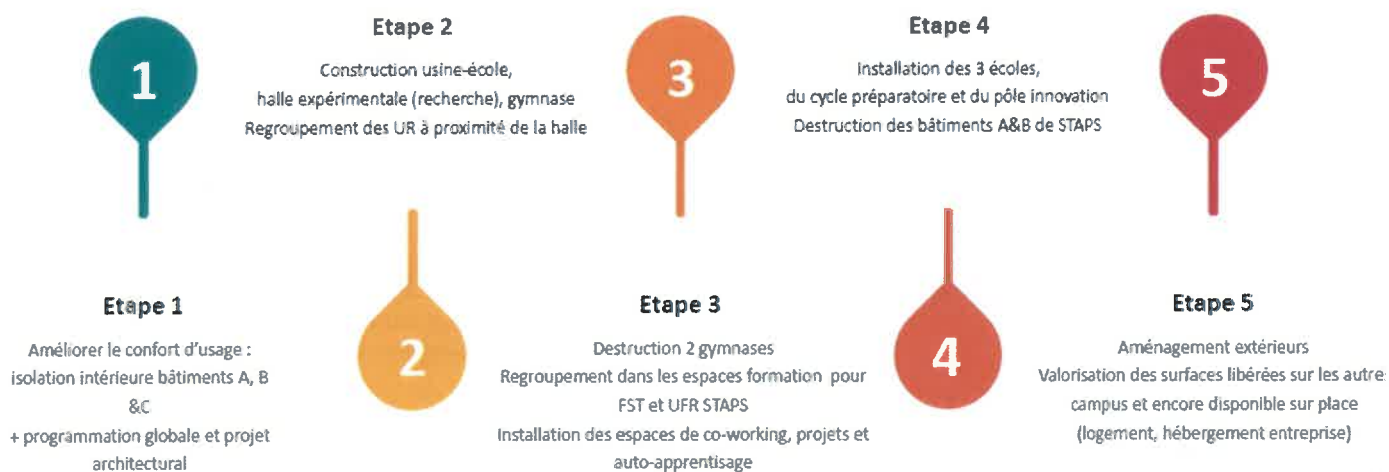 1
Etape 1
Améliorer le confort d'usage :
isolation intérieure bâtiments A, B
&C
+ programmation globale et projet
architectural
Etape 2
Construction usine-école,
halle expérimentale (recherche), gymnase
Regroupement des UR à proximité de la halle
2
3
Etape 3
Destruction 2 gymnases
Regroupement dans les espaces formation pour
FST et UFR STAPS
Installation des espaces de co-working, projets et
auto-apprentisage
Etape 4
Installation des 3 écoles,
du cycle préparatoire et du pôle innovation
Destruction des bâtiments A&B de STAPS
4
5
Etape 5
Aménagement extérieurs
Valorisation des surfaces libérées sur les autre
campus et encore disponible sur place
(logement, hébergement entreprise)